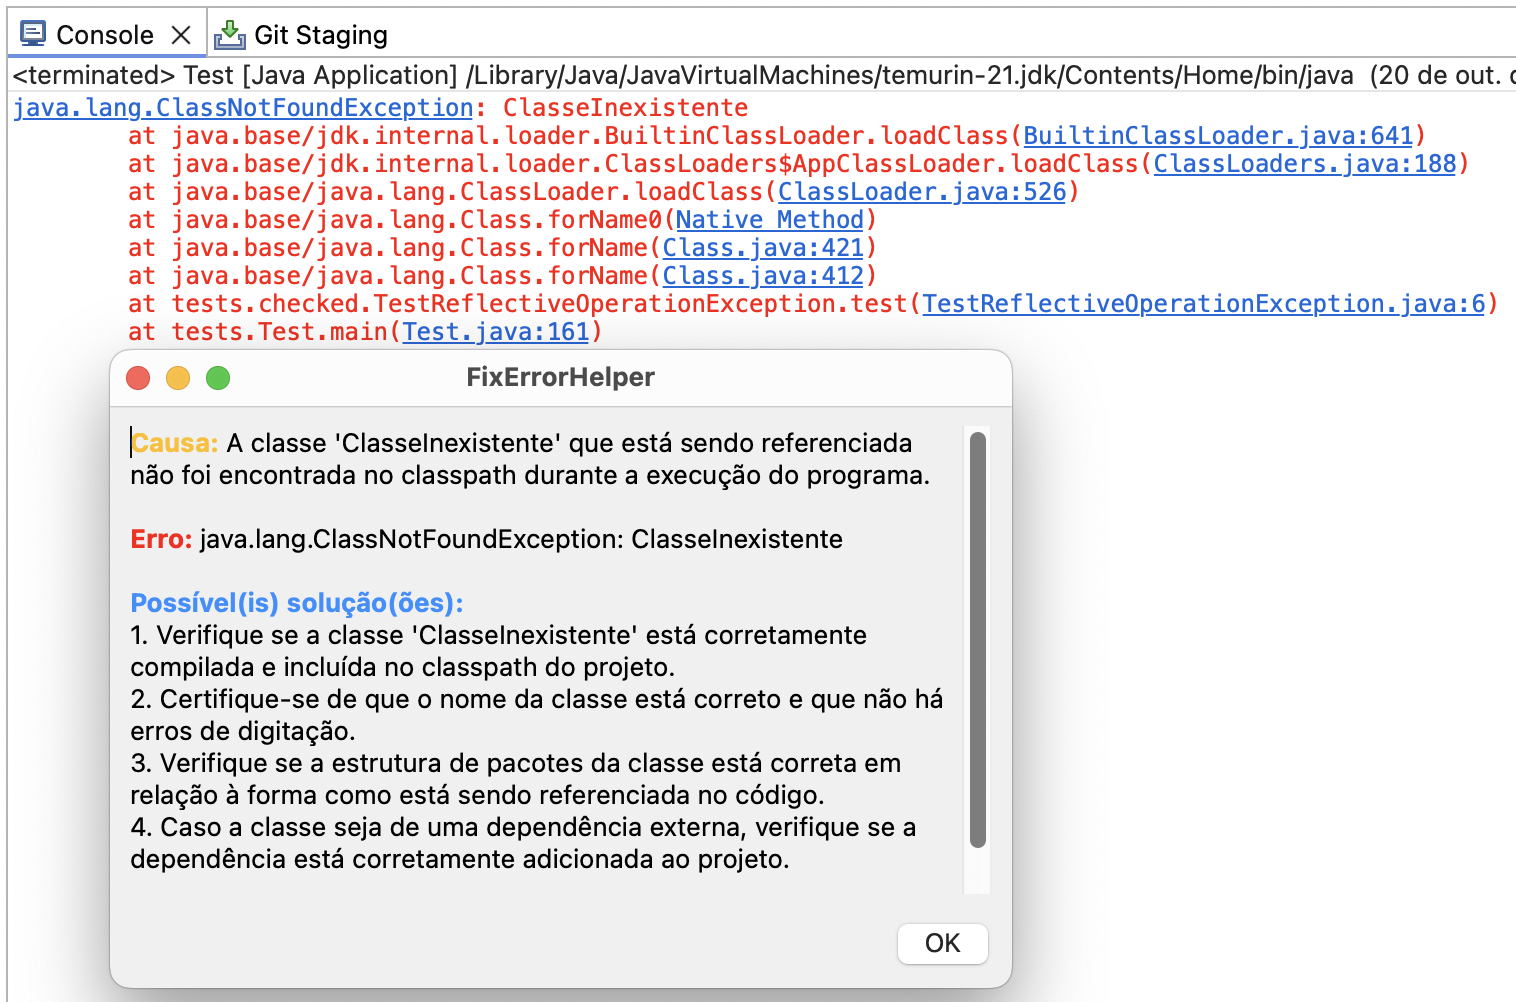 Console
Git Staging
<terminated> Test [Java Application] /Library/Java/JavaVirtualMachines/temurin-21.jdk/Contents/Home/bin/java (20 de out.
java.lang.ClassNotFoundException: ClasseInexistente
at java.base/jdk.internal.loader.BuiltinClassLoader.loadClass(BuiltinClassLoader.java:641)
at java.base/jdk.internal.loader.ClassLoaders$AppClassLoader.loadClass(ClassLoaders.java:188)
at java.base/java.lang.ClassLoader.loadClass(ClassLoader.java:526)
at java.base/java.lang.Class.forName0(Native Method)
at java.base/java.lang.Class.forName(Class.java:421)
at java.base/java.lang.Class.forName(Class.java:412)
at tests.checked.TestReflectiveOperationException.test(TestReflectiveOperationException.java:6)
at tests.Test.main(Test.java:161)
FixErrorHelper
Causa: A classe 'ClasseInexistente' que está sendo referenciada
não foi encontrada no classpath durante a execução do programa.
Erro: java.lang.ClassNotFoundException: ClasseInexistente
Possível(is) solução(ões):
1. Verifique se a classe 'ClasseInexistente' está corretamente
compilada e incluída no classpath do projeto.
2. Certifique-se de que o nome da classe está correto e que não há
erros de digitação.
3. Verifique se a estrutura de pacotes da classe está correta em
relação à forma como está sendo referenciada no código.
4. Caso a classe seja de uma dependência externa, verifique se a
dependência está corretamente adicionada ao projeto.
OK